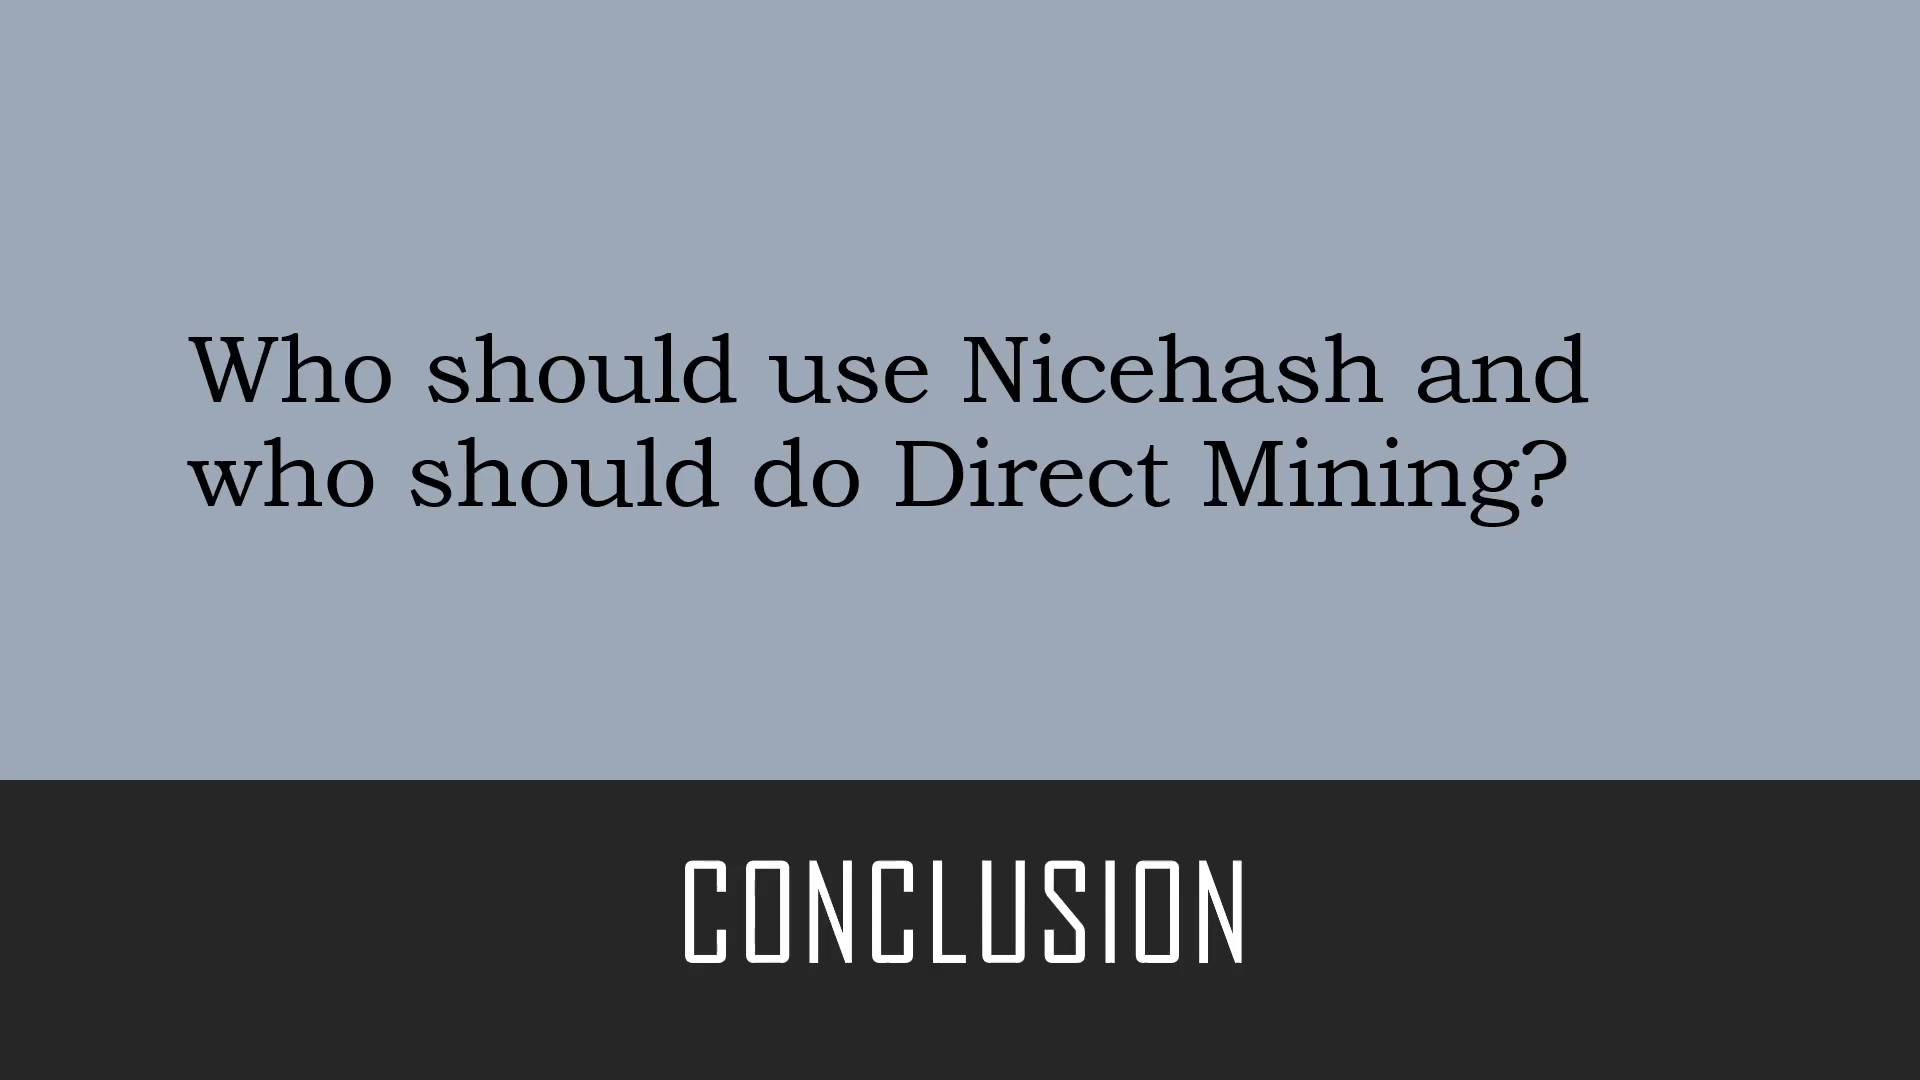 Who should use Nicehash and
who should do Direct Mining?
CONCLUSION